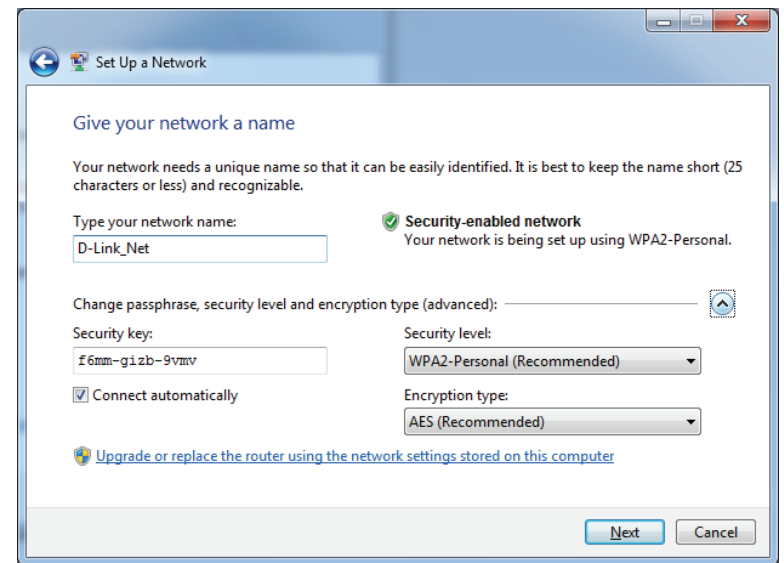 Set Up a Network
Give your network a name
Your network needs a unique name so that it can be easily identified. It is best to keep the name short (25
characters or less) and recognizable.
Type your network name:
D-Link_Net
Security-enabled network
Your network is being set up using WPA2-Personal.
Change passphrase, security level and encryption type (advanced):
Security key:
f6mm-gizb-9vmv
Security level:
WPA2-Personal (Recommended)
Connect automatically
Encryption type:
AES (Recommended)
Upgrade or replace the router using the network settings stored on this computer
Next
Cancel